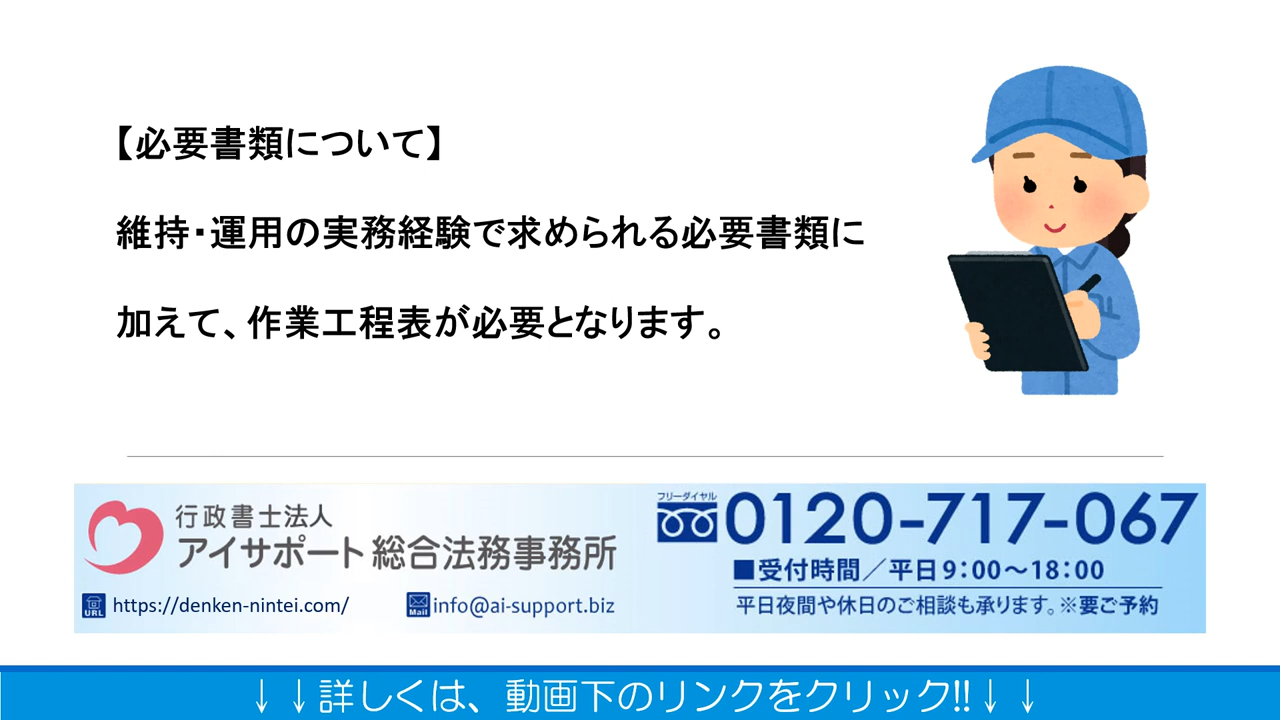 【必要書類について】
維持・運用の実務経験で求められる必要書類に
加えて、作業工程表が必要となります。
行政書士法人
アイサポート総合法務事務所
URL https://denken-nintei.com/
Mail info@ai-support.biz
フリーダイヤル
0120-717-067
■受付時間／平日9:00～18:00
平日夜間や休日のご相談も承ります。※要ご予約
↓↓詳しくは、動画下のリンクをクリック!!↓↓